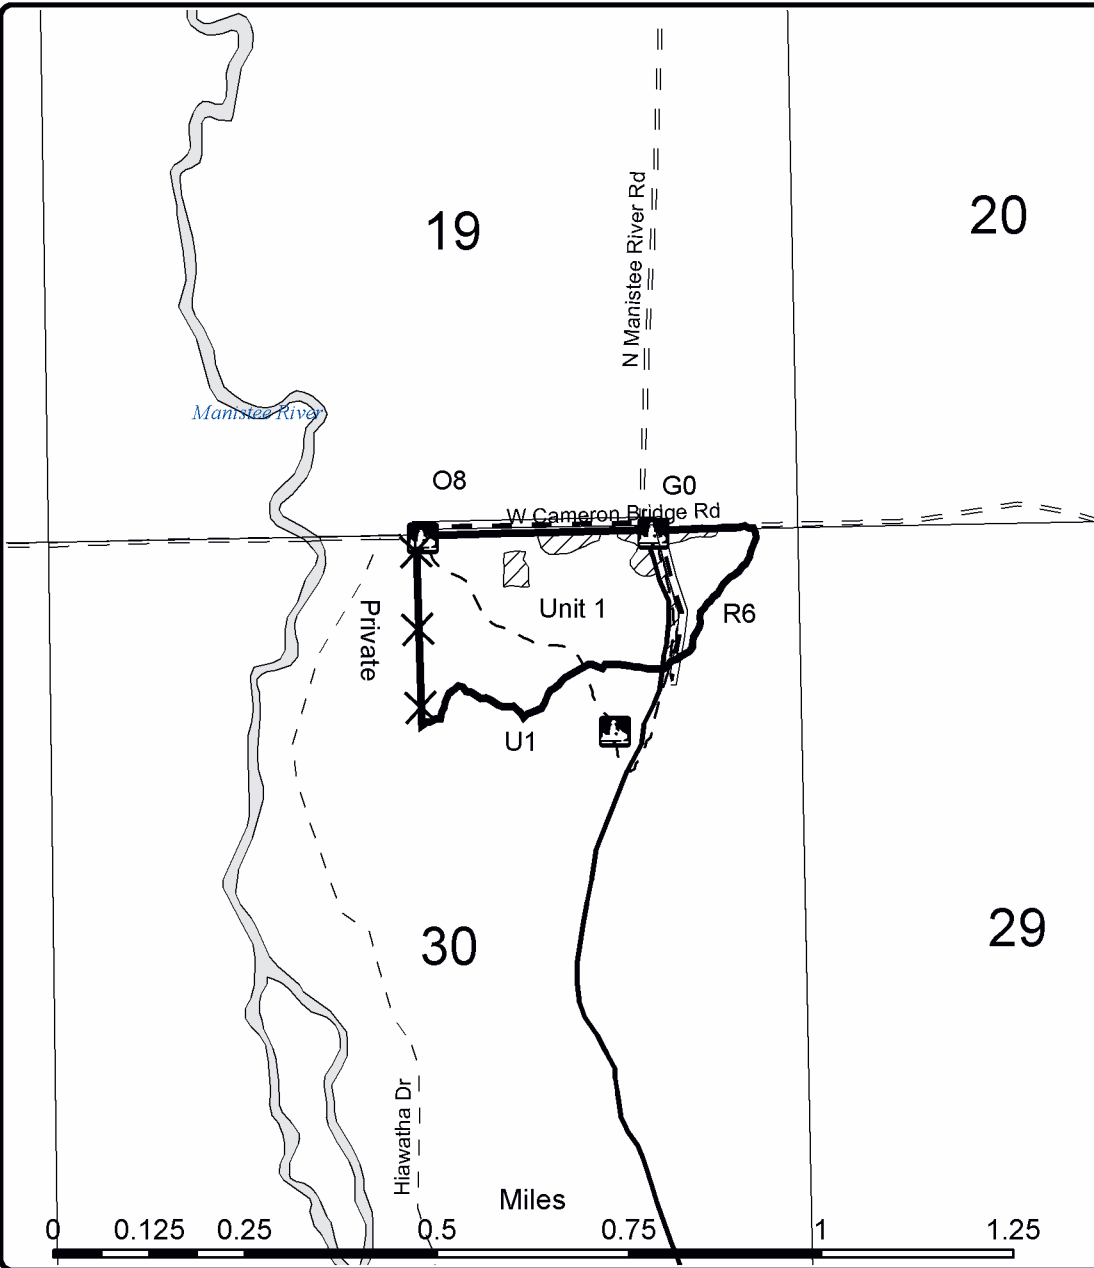 19
20
N Manistee River Rd
Manistee River
O8
G0
W Cameron Bridge Rd
Private
Unit 1
R6
U1
30
29
Hiawatha Dr
Miles
0 0.125 0.25 0.5 0.75 1 1.25